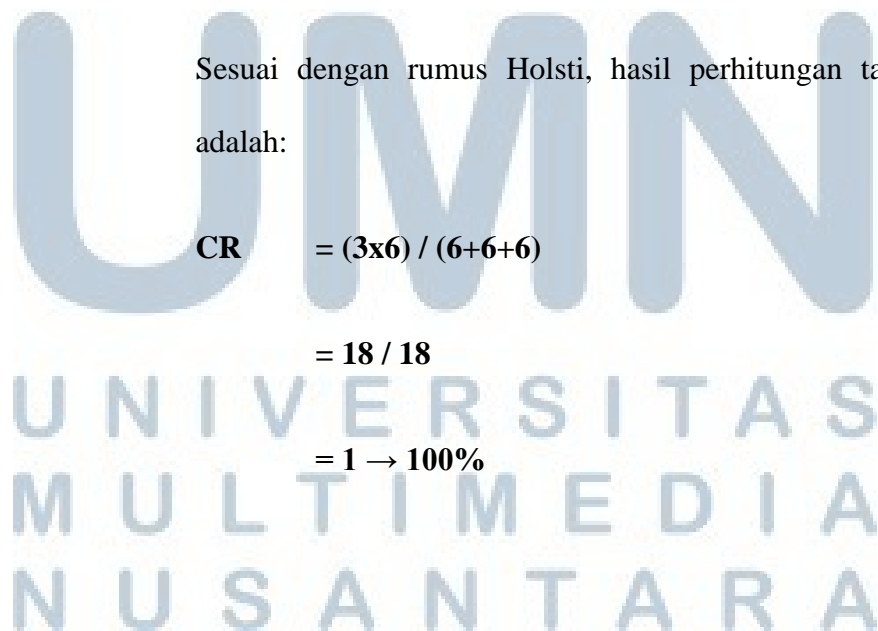 Sesuai dengan rumus Holsti, hasil perhitungan
adalah:
CR = (3x6) / (6+6+6)
= 18 / 18
= 1 → 100%
UMN
UNIVERSITAS
MULTIMEDIA
NUSANTARA